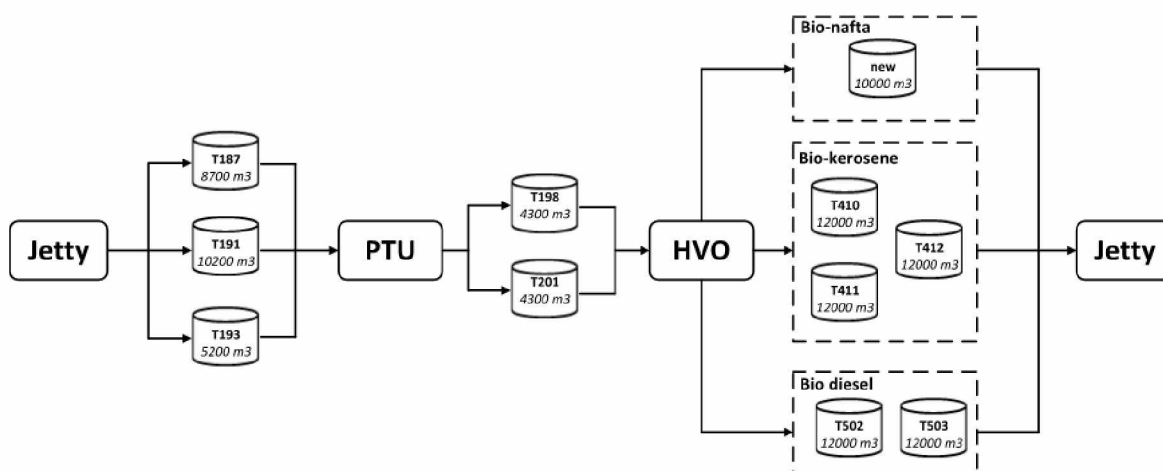 Jetty
T187
8700 m3
T191
10200 m3
T193
5200 m3
PTU
T198
4300 m3
T201
4300 m3
HVO
Bio-nafta
new
10000 m3
Bio-kerosene
T410
12000 m3
T411
12000 m3
T412
12000 m3
Bio diesel
T502
12000 m3
T503
12000 m3
Jetty